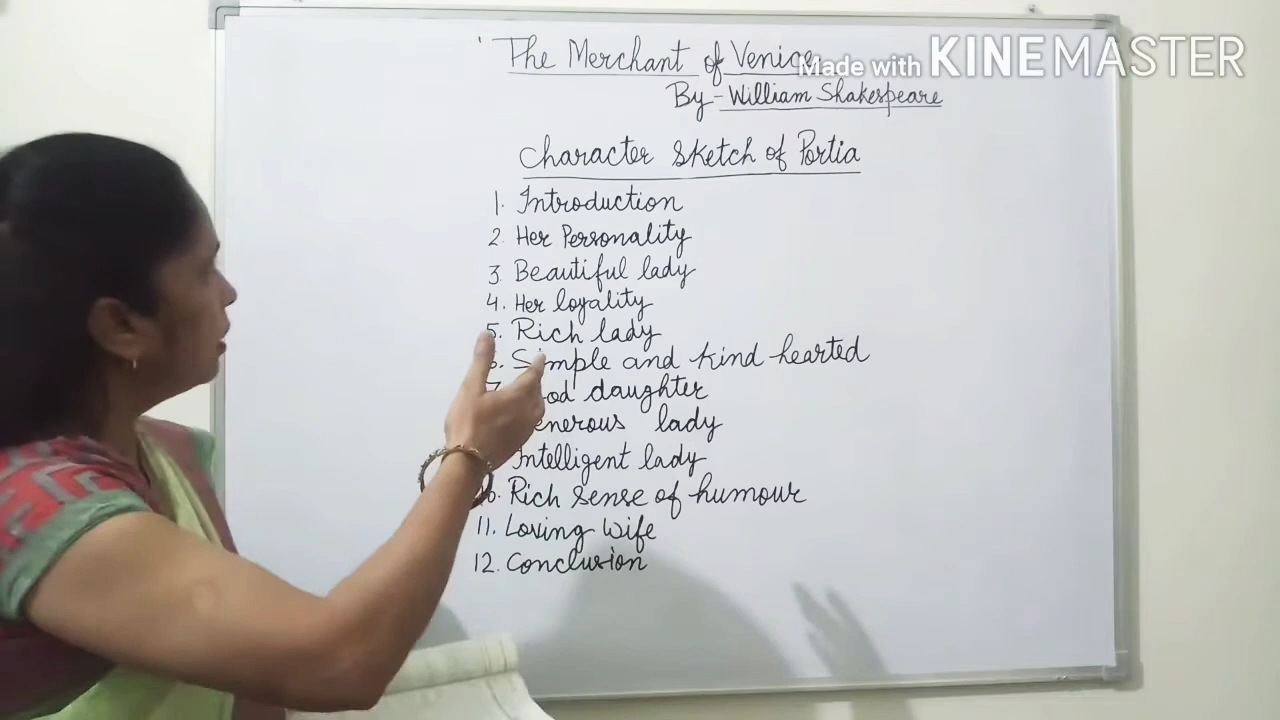 The Merchant of Venice
Made with KINEMASTER
By - William Shakespeare
Character Sketch of Portia
1. Introduction
2. Her Personality
3. Beautiful lady
4. Her loyality
5. Rich lady
Simple and kind-hearted
daughter
lady
Intelligent lady
Rich sense of humour
11. Loving Wife
12. Conclusion